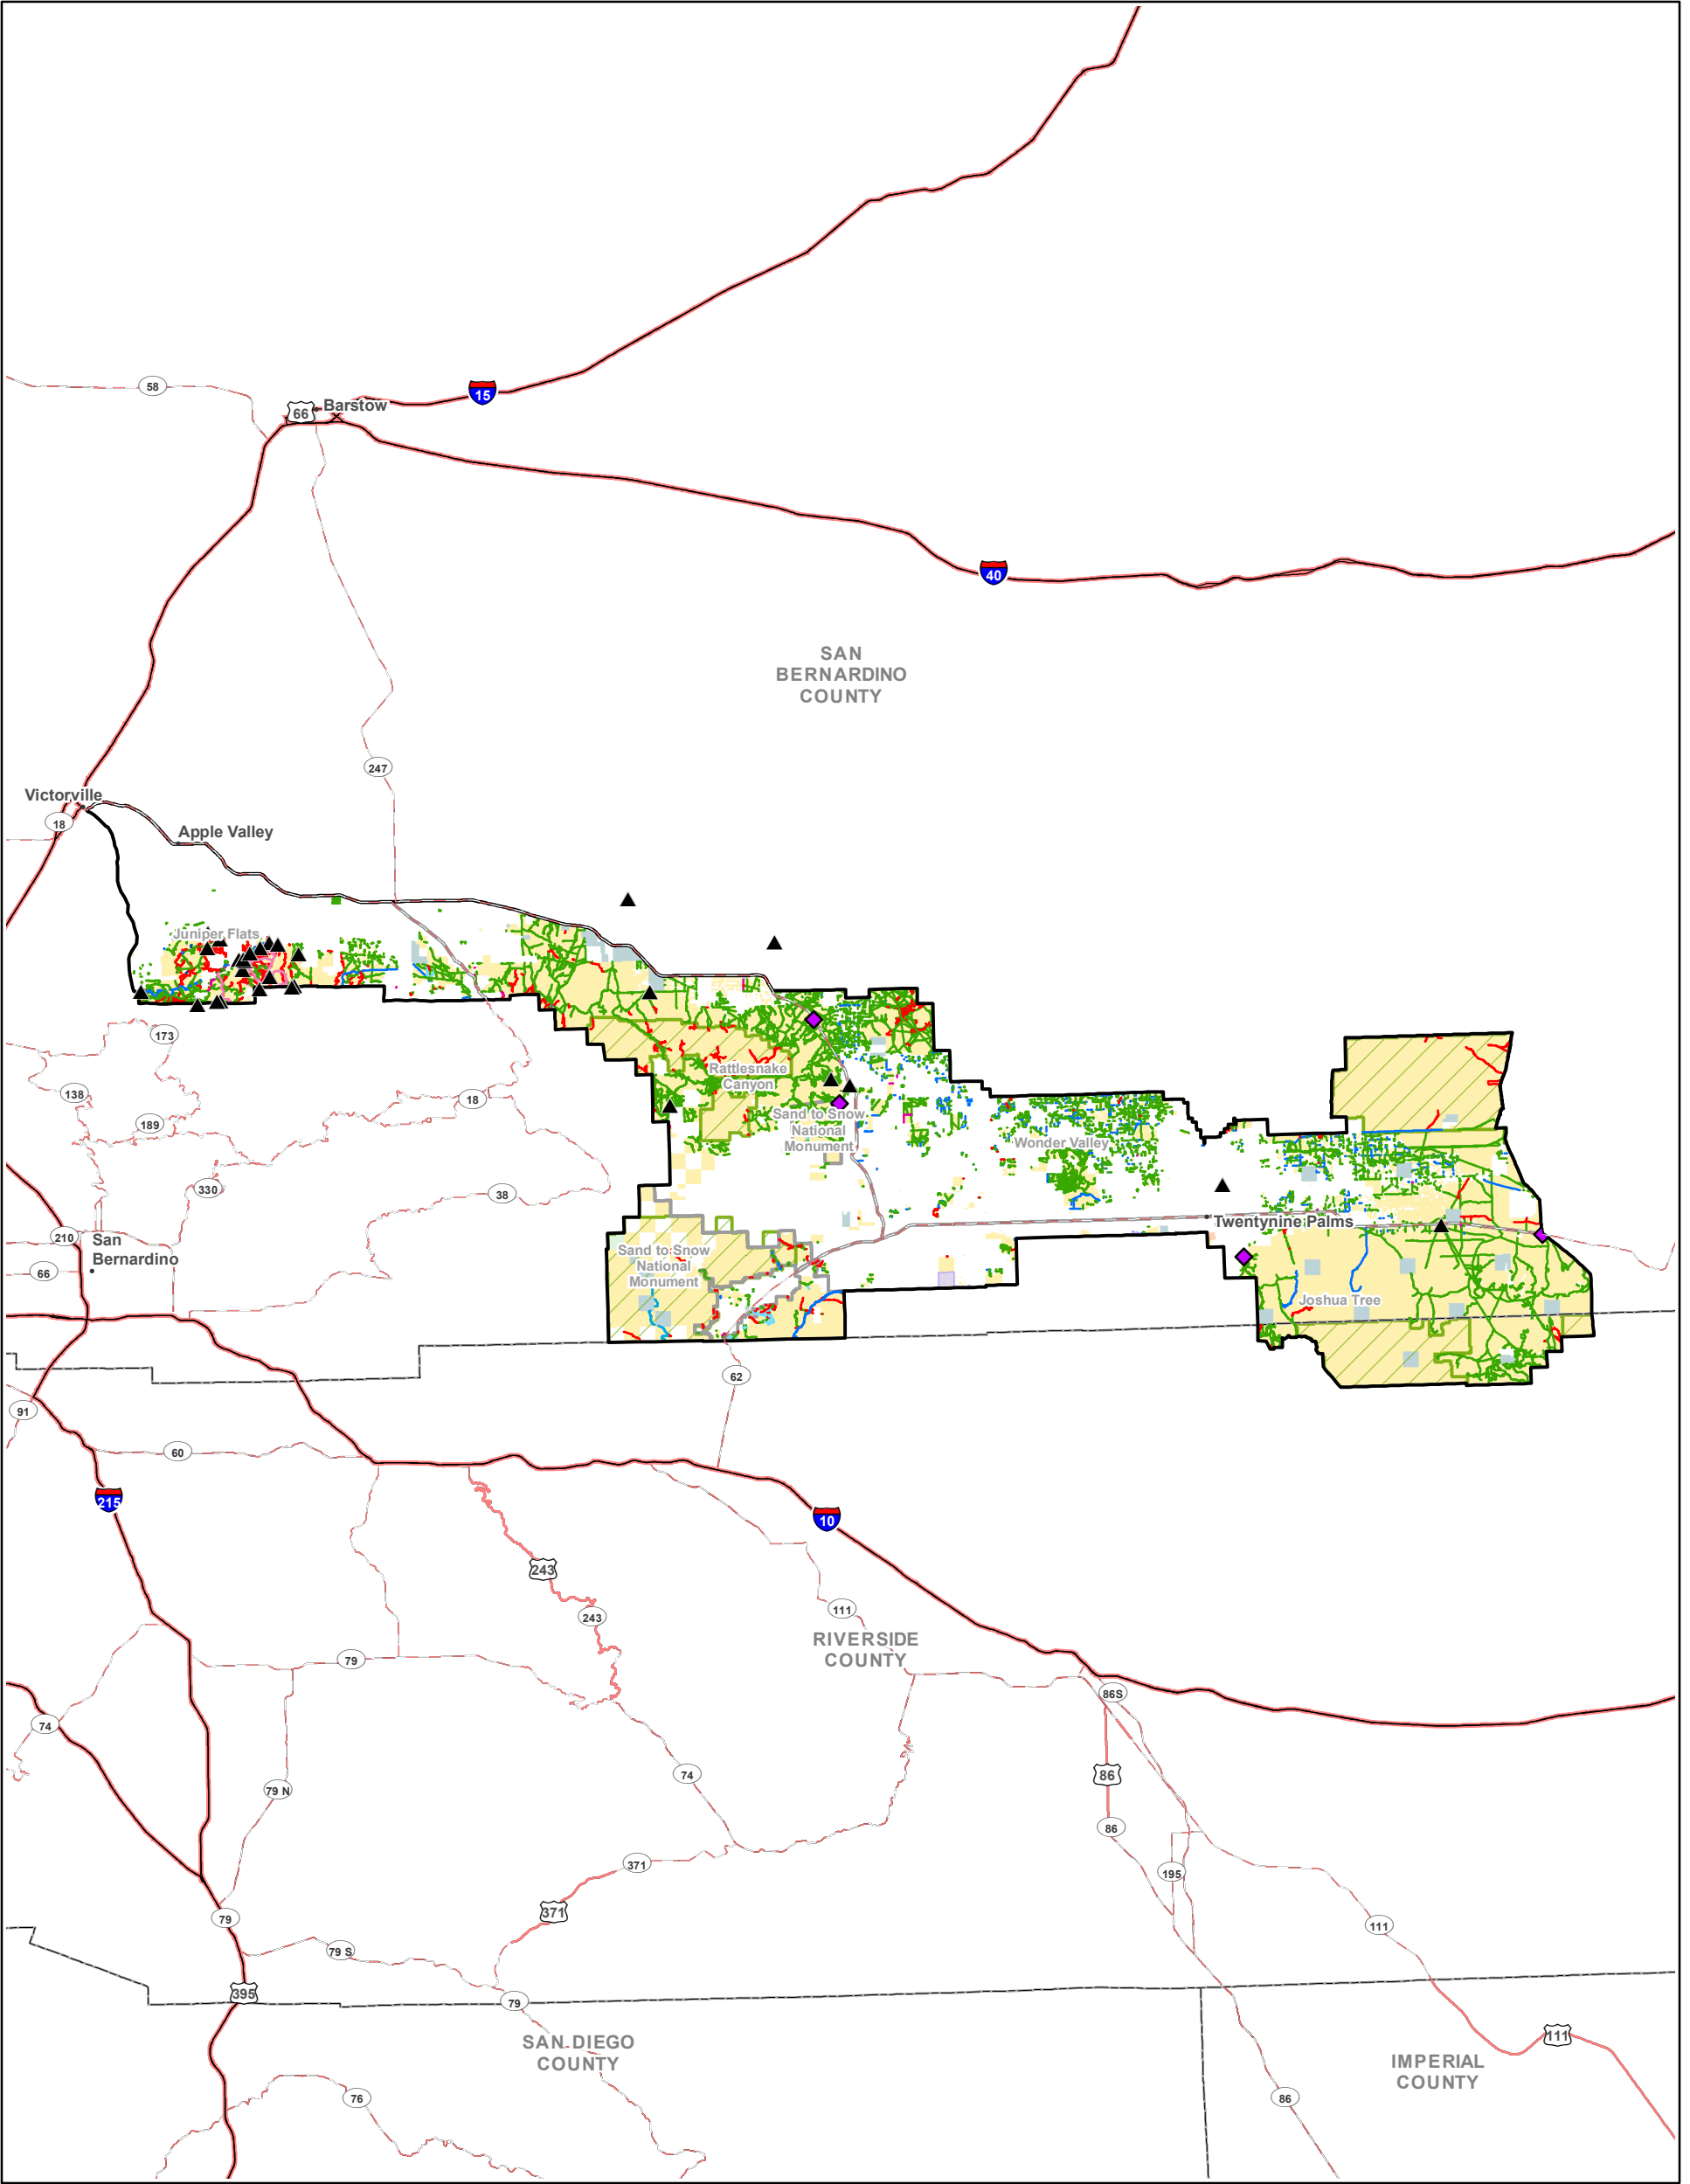 58
15
66
Barstow
40
SAN
BERNARDINO
COUNTY
247
Victorville
18
Apple Valley
Juniper Flats
173
Rattlesnake
Canyon
138
18
Sand to Snow
National
Monument
189
Wonder Valley
330
38
Twentynine Palms
210
San
Bernardino
66
Sand to Snow
National
Monument
Joshua Tree
62
91
60
215
10
243
243
111
RIVERSIDE
COUNTY
79
86S
74
74
86
79 N
86
371
195
371
79
111
79 S
395
79
SAN DIEGO
COUNTY
111
IMPERIAL
COUNTY
76
86